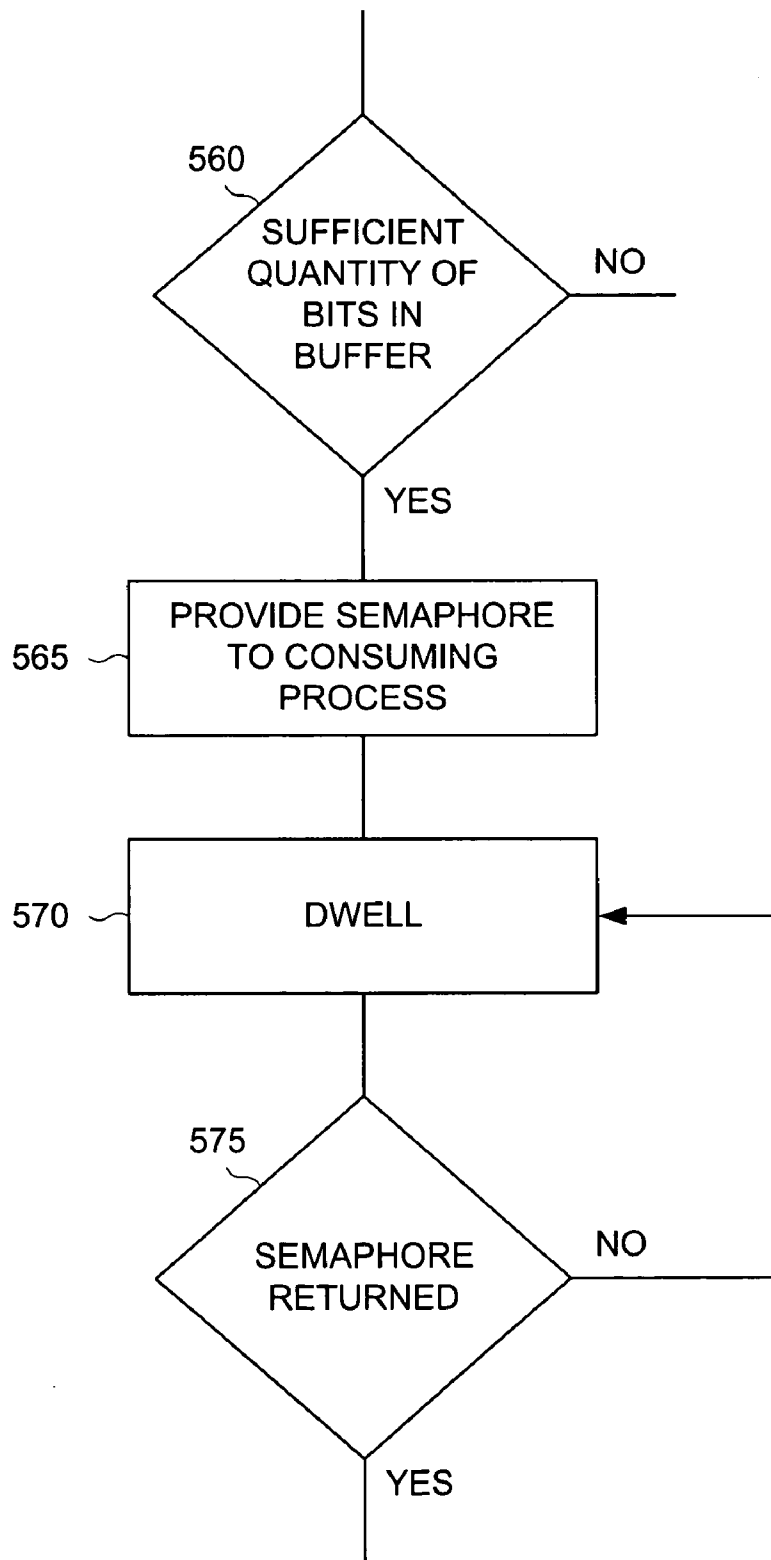 560
SUFFICIENT
QUANTITY OF
BITS IN
BUFFER
NO
YES
565
PROVIDE SEMAPHORE
TO CONSUMING
PROCESS
570
DWELL
575
SEMAPHORE
RETURNED
NO
YES